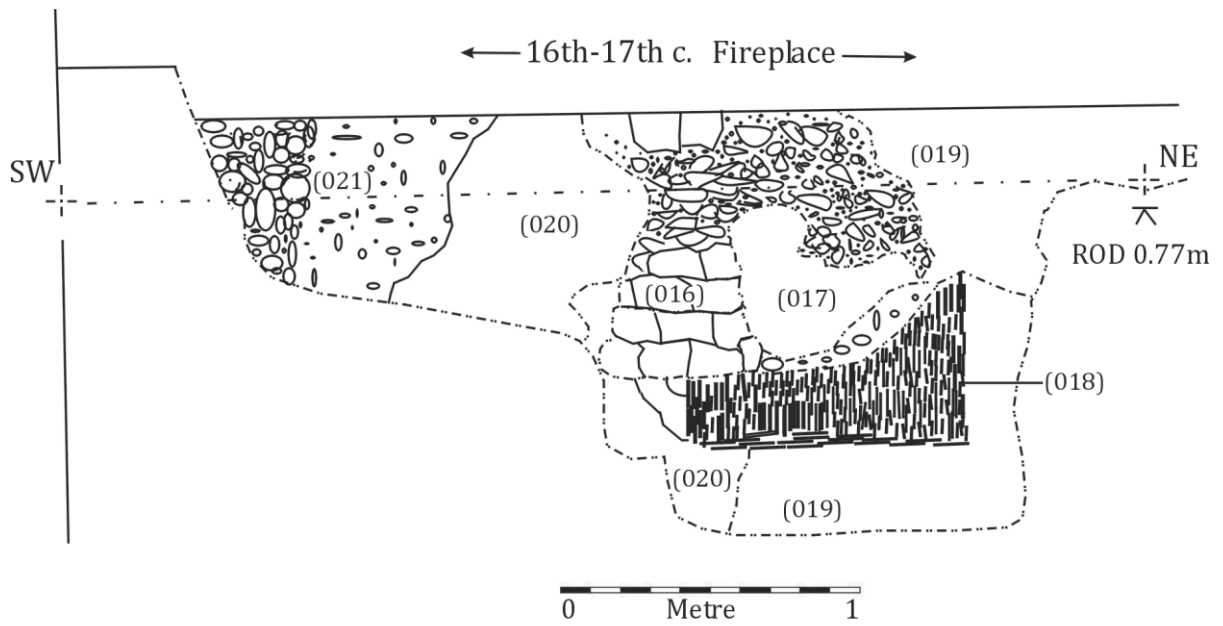 16th-17th c. Fireplace
SW
(021)
(020)
(019)
NE
ROD 0.77m
(016)
(017)
(018)
(020)
(019)
0 Metre 1